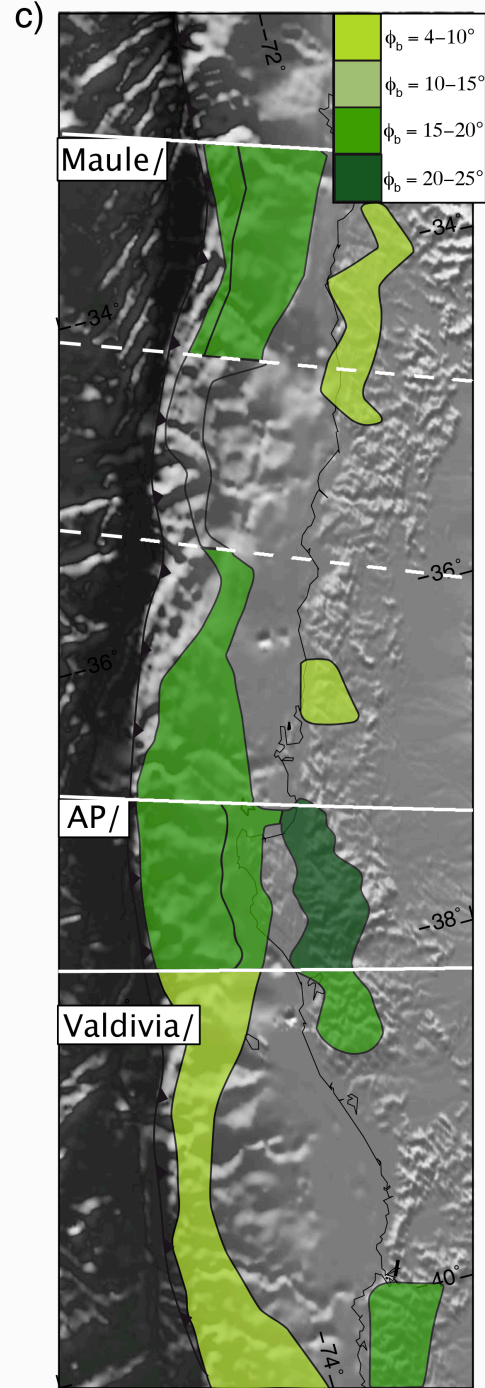 c)
-72°
ϕb = 4–10°
ϕb = 10–15°
ϕb = 15–20°
ϕb = 20–25°
Maule/
-34°
-34°
-36°
-36°
AP/
-38°
Valdivia/
40°
-74°